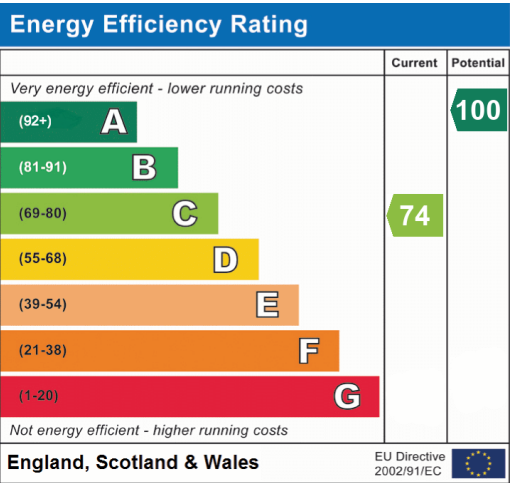 Energy Efficiency Rating
Current Potential
Very energy efficient - lower running costs
(92+) A 100
(81-91) B
(69-80) C 74
(55-68) D
(39-54) E
(21-38) F
(1-20) G
Not energy efficient - higher running costs
England, Scotland & Wales
EU Directive
2002/91/EC